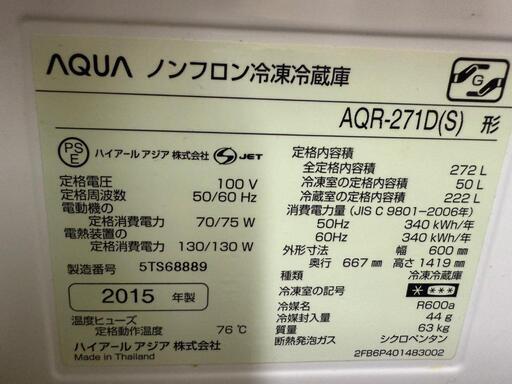 AQUA ノンフロン冷凍冷蔵庫
G
AQR-271D(S) 形
PS
E
ハイアール アジア 株式会社 JET
定格電圧 100 V
定格周波数 50/60 Hz
電動機の
定格消費電力 70/75 W
電熱装置の
定格消費電力 130/130 W
製造番号 5TS68889
2015 年製
温度ヒューズ
定格動作温度 76℃
ハイアール アジア 株式会社
Made in Thailand
定格内容積
全定格内容積 272 L
冷凍室の定格内容積 50 L
冷蔵室の定格内容積 222 L
消費電力量 (JIS C 9801-2006年)
50Hz 340 kWh/年
60Hz 340 kWh/年
外形寸法 幅 600 mm
奥行 667 mm 高さ 1419 mm
種類 冷凍冷蔵庫
冷凍室の記号 ****
冷媒名 R600a
冷媒封入量 44 g
質量 63 kg
断熱発泡ガス シクロペンタン
2FB6P401483002